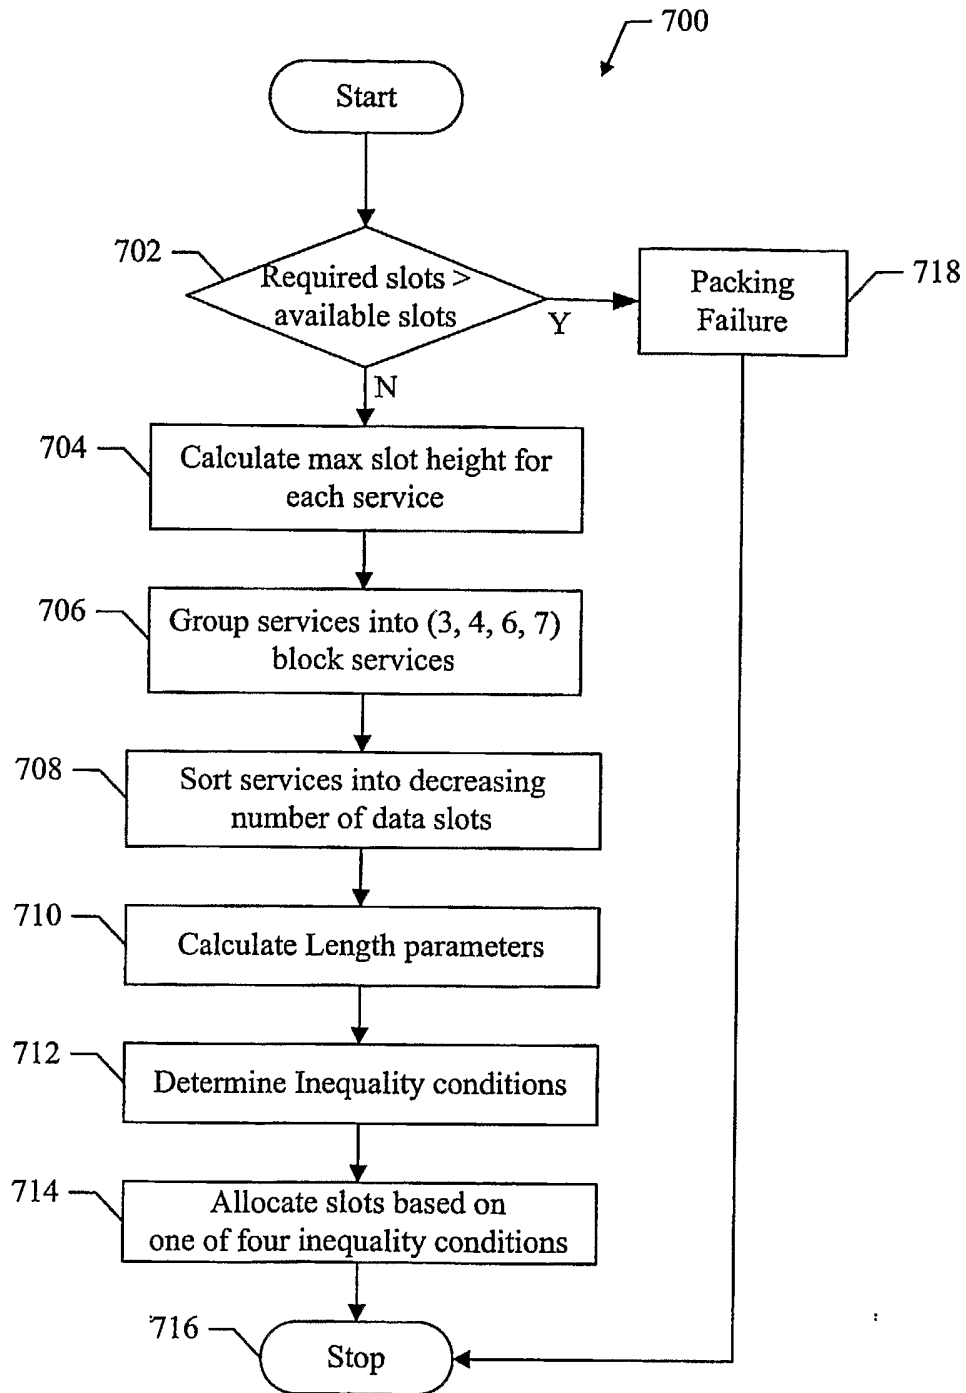 700
Start
702
Required slots >
available slots
Y
N
Packing
Failure
718
704
Calculate max slot height for
each service
706
Group services into (3, 4, 6, 7)
block services
708
Sort services into decreasing
number of data slots
710
Calculate Length parameters
712
Determine Inequality conditions
714
Allocate slots based on
one of four inequality conditions
716
Stop